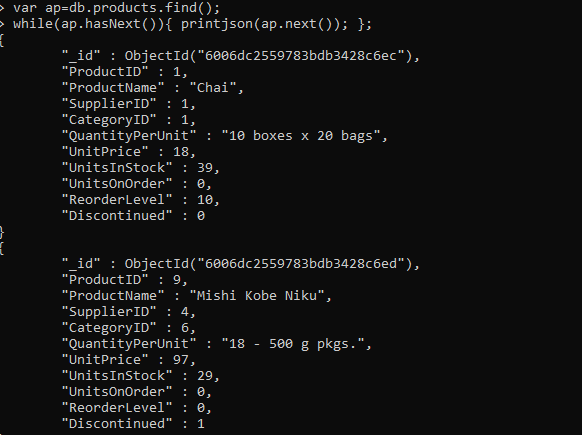 > var ap=db.products.find();
> while(ap.hasNext()){ printjson(ap.next()); };
{
        "_id" : ObjectId("6006dc2559783bdb3428c6ec"),
        "ProductID" : 1,
        "ProductName" : "Chai",
        "SupplierID" : 1,
        "CategoryID" : 1,
        "QuantityPerUnit" : "10 boxes x 20 bags",
        "UnitPrice" : 18,
        "UnitsInStock" : 39,
        "UnitsOnOrder" : 0,
        "ReorderLevel" : 10,
        "Discontinued" : 0
}
{
        "_id" : ObjectId("6006dc2559783bdb3428c6ed"),
        "ProductID" : 9,
        "ProductName" : "Mishi Kobe Niku",
        "SupplierID" : 4,
        "CategoryID" : 6,
        "QuantityPerUnit" : "18 - 500 g pkgs.",
        "UnitPrice" : 97,
        "UnitsInStock" : 29,
        "UnitsOnOrder" : 0,
        "ReorderLevel" : 0,
        "Discontinued" : 1